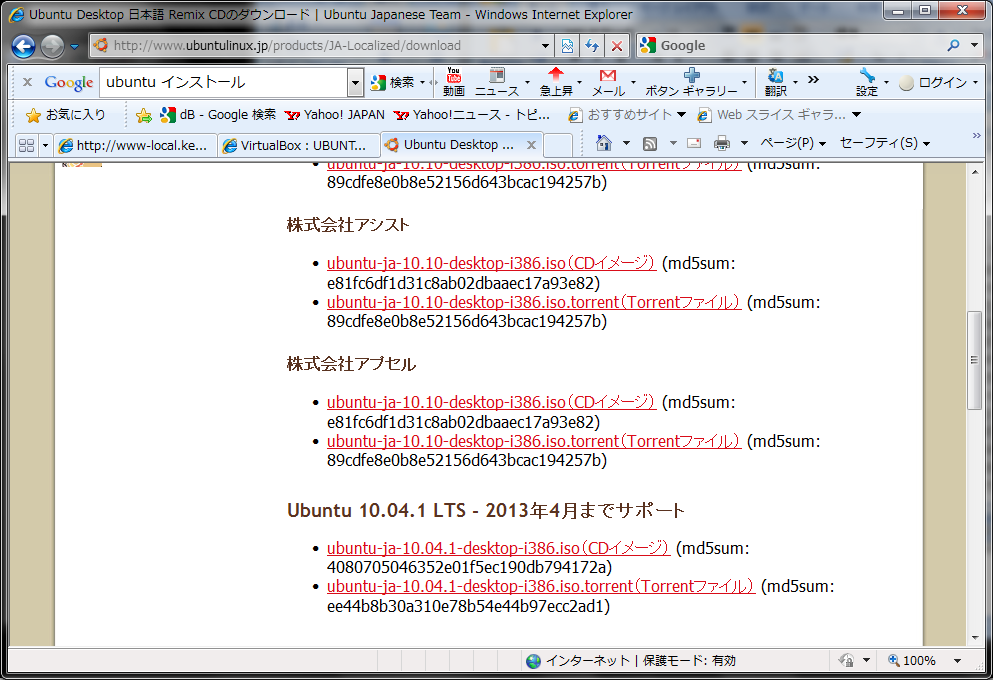 Ubuntu Desktop 日本語 Remix CDのダウンロード | Ubuntu Japanese Team - Windows Internet Explorer
http://www.ubuntulinux.jp/products/JA-Localized/download
Google
Google ubuntu インストール 検索 You Tube 動画 ニュース 急上昇 メール ボタン ギャラリー 翻訳 設定 ログイン
お気に入り dB - Google 検索 Yahoo! JAPAN Yahoo!ニュース - トピ... おすすめサイト Web スライス ギャラ...
http://www-local.ke... VirtualBox : UBUNT... Ubuntu Desktop ... ページ(P) セーフティ(S)
ubuntu-ja-10.10-desktop-i386.iso.torrent(Torrentファイル) (md5sum:
89cdfe8e0b8e52156d643bcac194257b)
株式会社アシスト
• ubuntu-ja-10.10-desktop-i386.iso(CDイメージ) (md5sum:
e81fc6df1d31c8ab02dbaaec17a93e82)
• ubuntu-ja-10.10-desktop-i386.iso.torrent(Torrentファイル) (md5sum:
89cdfe8e0b8e52156d643bcac194257b)
株式会社アプセル
• ubuntu-ja-10.10-desktop-i386.iso(CDイメージ) (md5sum:
e81fc6df1d31c8ab02dbaaec17a93e82)
• ubuntu-ja-10.10-desktop-i386.iso.torrent(Torrentファイル) (md5sum:
89cdfe8e0b8e52156d643bcac194257b)
Ubuntu 10.04.1 LTS - 2013年4月までサポート
• ubuntu-ja-10.04.1-desktop-i386.iso(CDイメージ) (md5sum:
4080705046352e01f5ec190db794172a)
• ubuntu-ja-10.04.1-desktop-i386.iso.torrent(Torrentファイル) (md5sum:
ee44b8b30a310e78b54e44b97ecc2ad1)
インターネット | 保護モード: 有効
100%